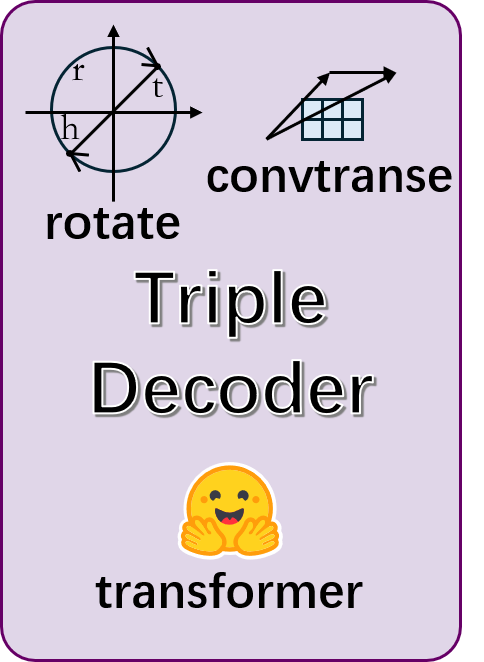 r
t
h
convtranse
rotate
Triple
Decoder
transformer